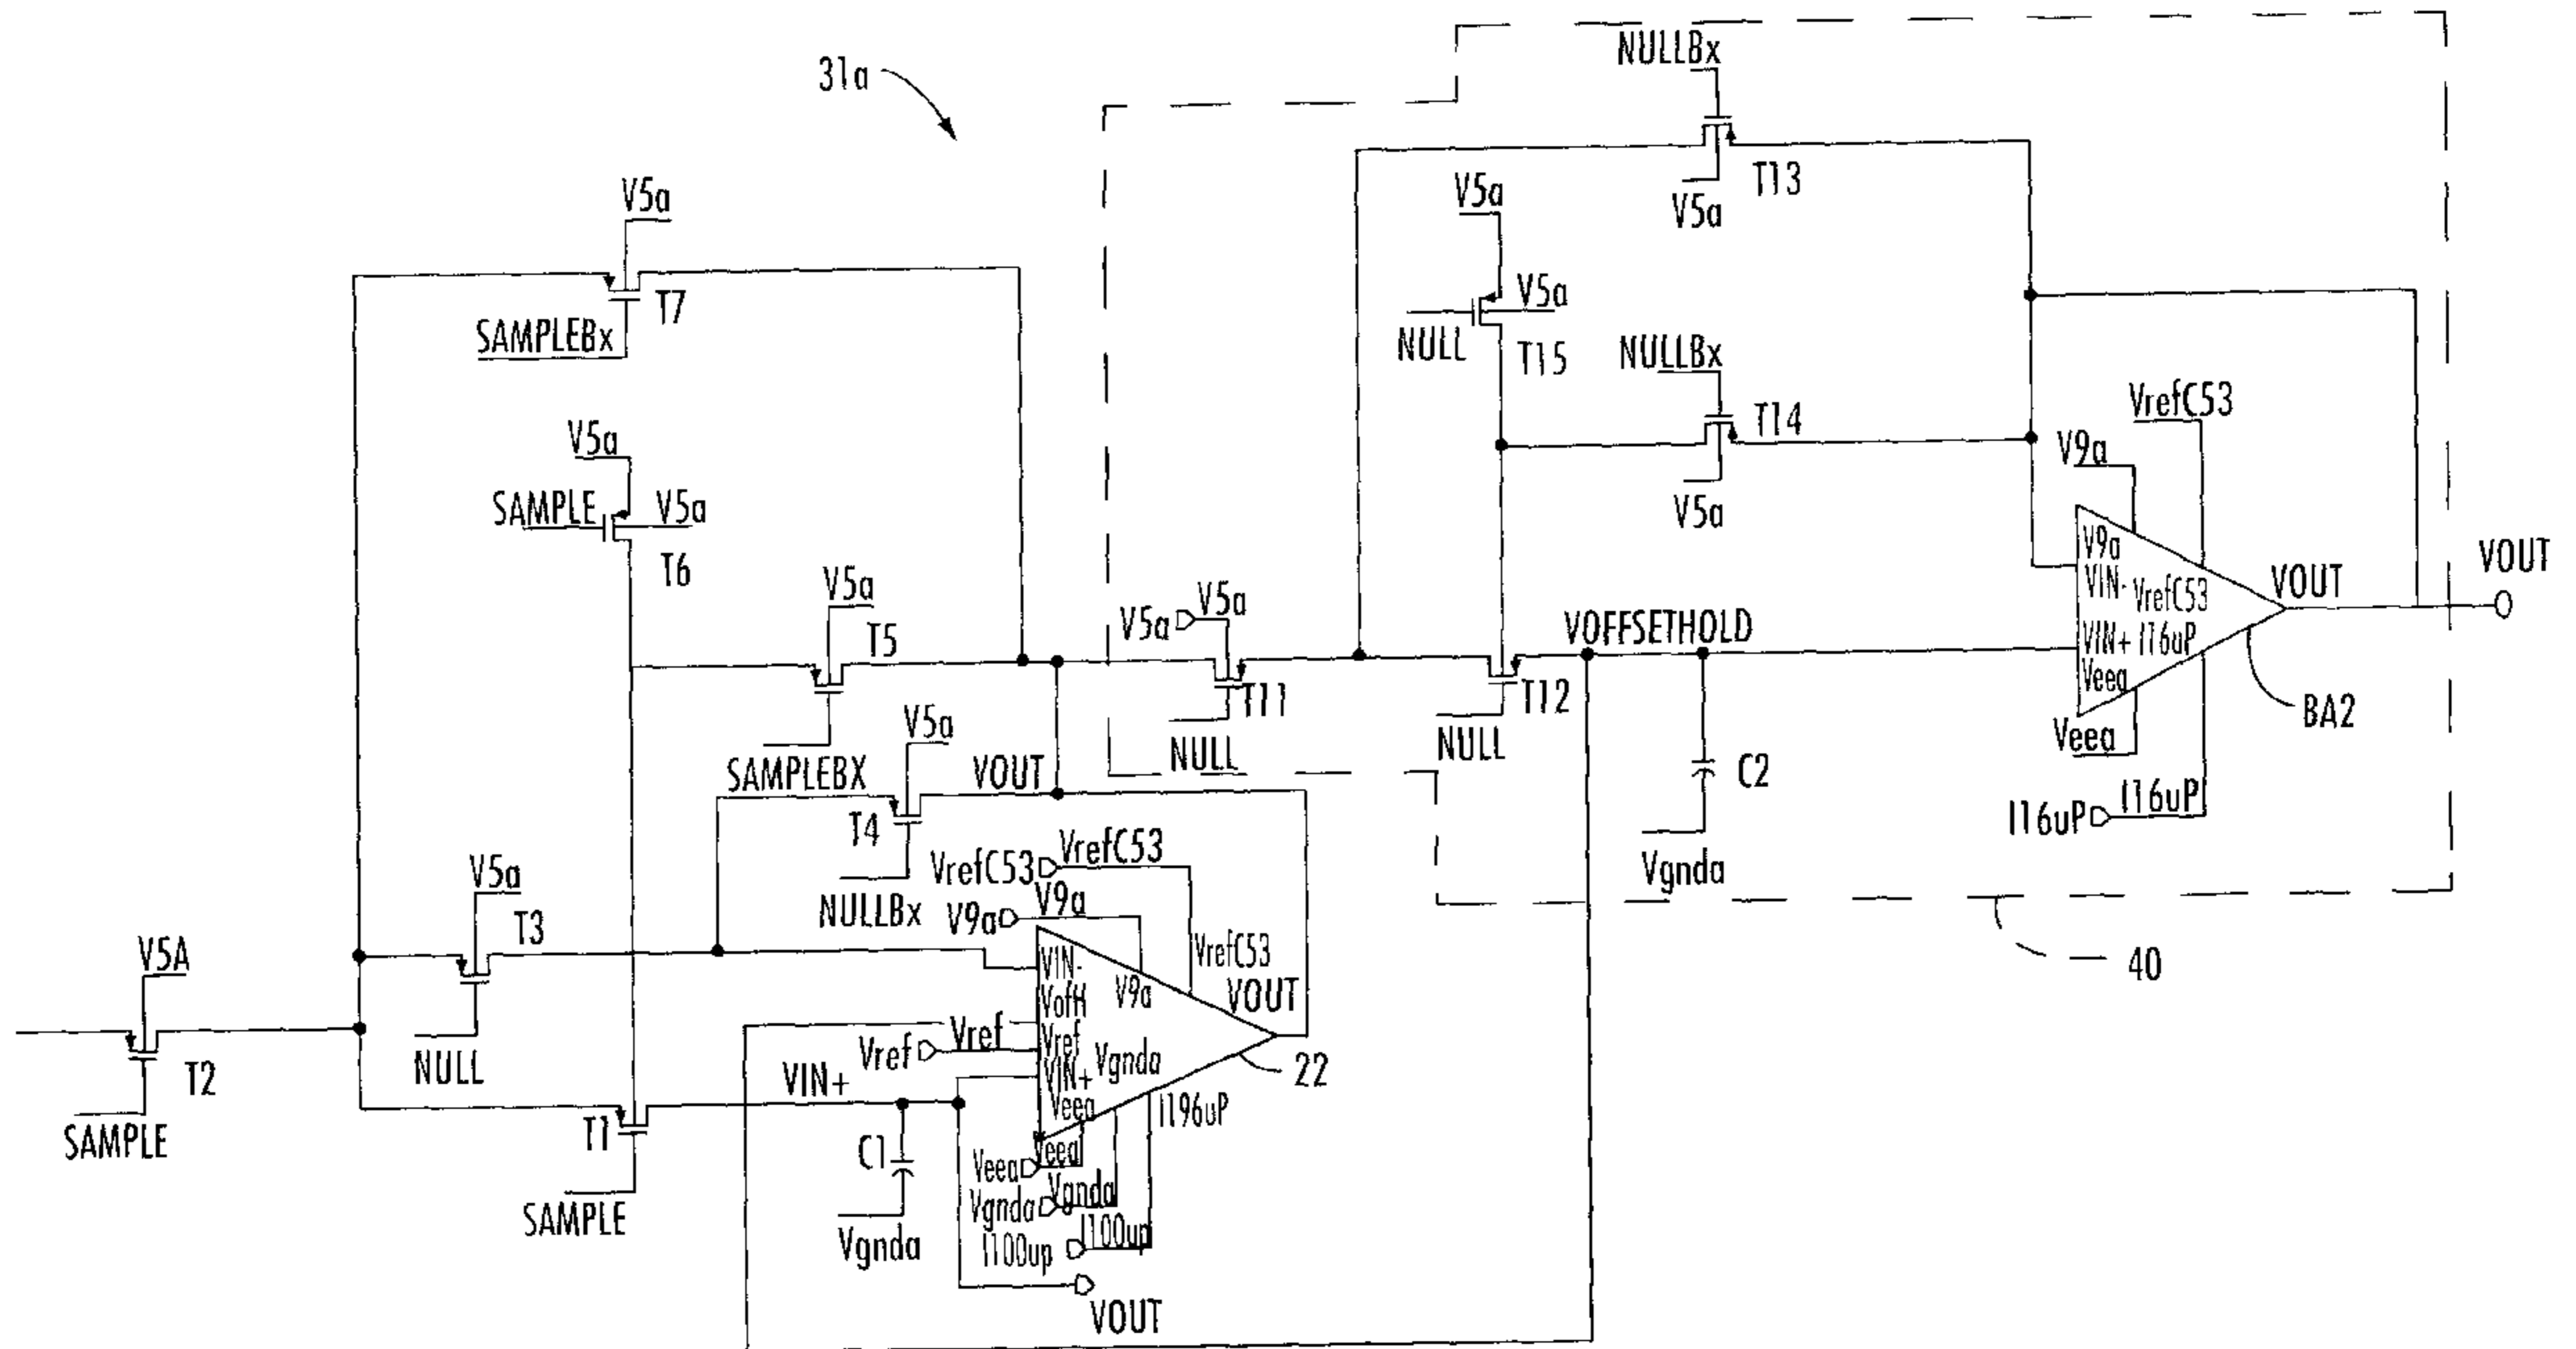 31a
NULLBx
T13
V5a
V5a
V5a
NULL
T15
NULLBx
T14
V5a
VrefC53
V9a
V9a
VIN-
VrefC53
VIN+
I16uP
Veea
VOUT
VOUT
BA2
Veea
I16uP
I16uP
V5a
T7
SAMPLEBx
V5a
SAMPLE
V5a
T6
V5a
T5
SAMPLEBX
V5a
V5a
T11
NULL
T12
NULL
VOFFSETHOLD
C2
Vgnda
40
V5a
VOUT
T4
NULLBx
VrefC53
VrefC53
V9a
V9a
V5a
T3
NULL
V5A
T2
SAMPLE
VIN-
VofH
Vref
VIN+
Veea
V9a
VrefC53
VOUT
Vgnda
I196uP
22
Vref
Vref
VIN+
T1
SAMPLE
C1
Vgnda
Veea
Veea
Vgnda
Vgnda
I100up
I100up
VOUT